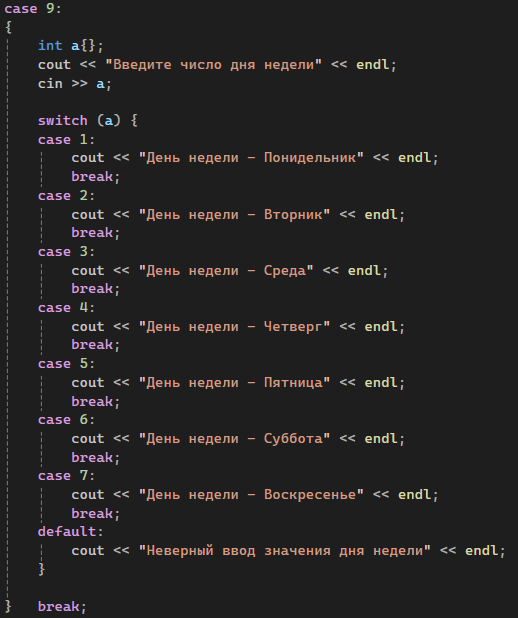 case 9:
{
int a{};
cout << "Введите число дня недели" << endl;
cin >> a;
switch (a) {
case 1:
cout << "День недели - Понидельник" << endl;
break;
case 2:
cout << "День недели - Вторник" << endl;
break;
case 3:
cout << "День недели - Среда" << endl;
break;
case 4:
cout << "День недели - Четверг" << endl;
break;
case 5:
cout << "День недели - Пятница" << endl;
break;
case 6:
cout << "День недели - Суббота" << endl;
break;
case 7:
cout << "День недели - Воскресенье" << endl;
break;
default:
cout << "Неверный ввод значения дня недели" << endl;
}
} break;